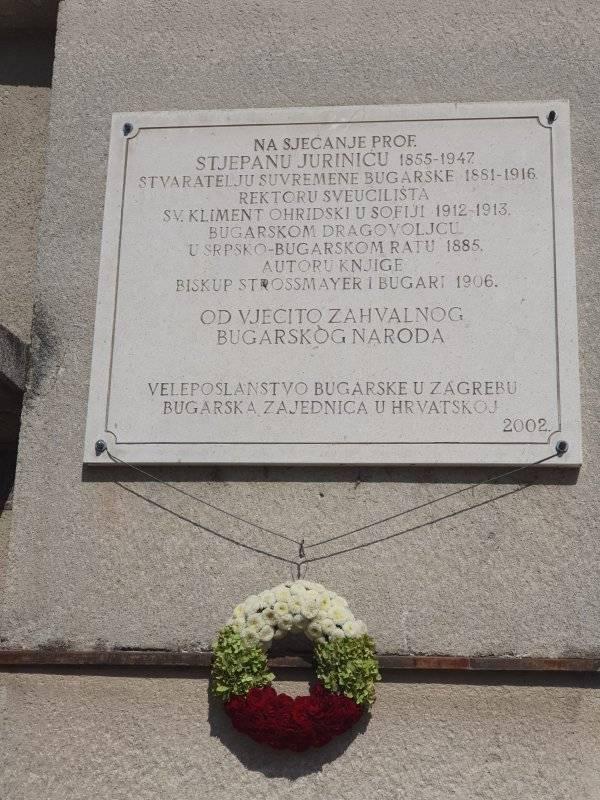 NA SJEĆANJE PROF.
STJEPANU JURINIĆU 1855-1947.
STVARATELJU SUVREMENE BUGARSKE 1881-1916.
REKTORU SVEUČILIŠTA
SV. KLIMENT OHRIDSKI U SOFIJI 1912-1913.
BUGARSKOM DRAGOVOLJCU
U SRPSKO-BUGARSKOM RATU 1885.
AUTORU KNJIGE
BISKUP STROSSMAYER I BUGARI 1906.
OD VJEČITO ZAHVALNOG
BUGARSKOG NARODA
VELEPOSLANSTVO BUGARSKE U ZAGREBU
BUGARSKA ZAJEDNICA U HRVATSKOJ
2002.